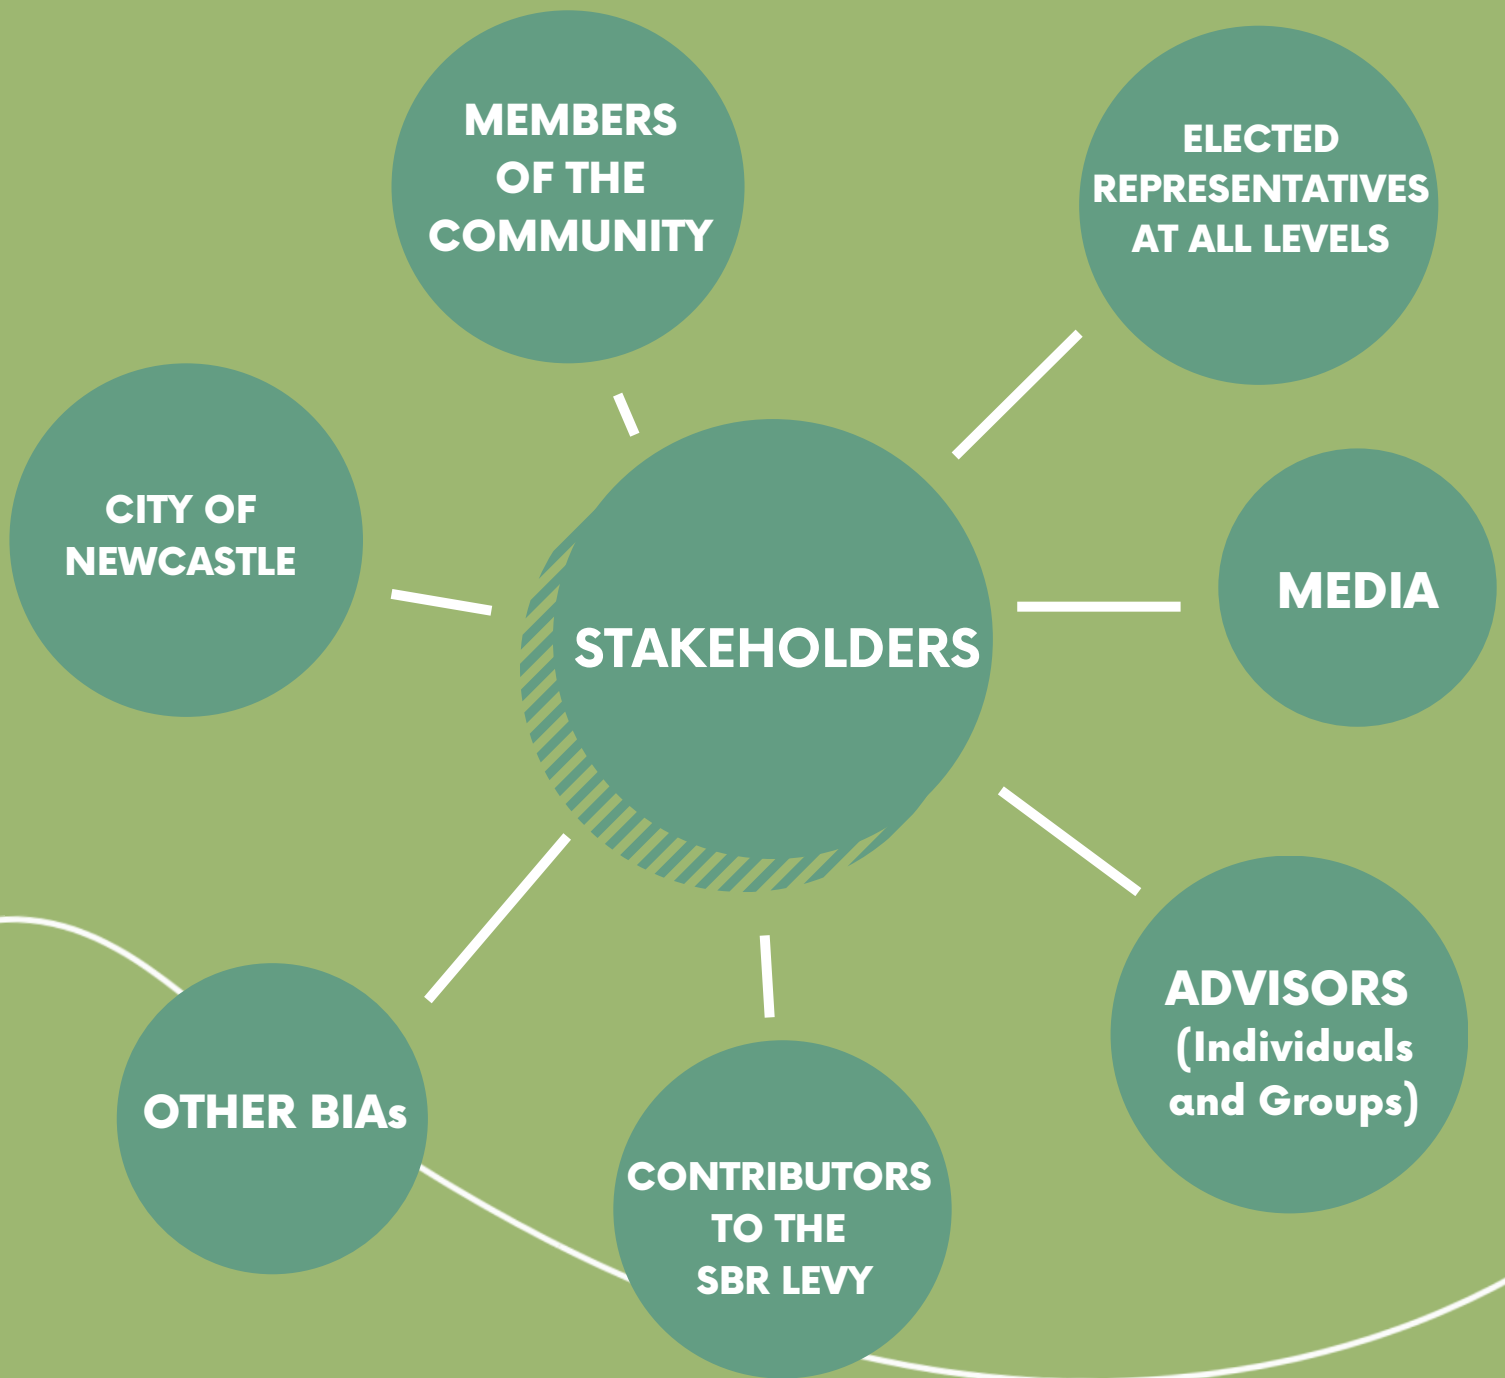 MEMBERS
OF THE
COMMUNITY
ELECTED
REPRESENTATIVES
AT ALL LEVELS
CITY OF
NEWCASTLE
STAKEHOLDERS
MEDIA
ADVISORS
(Individuals
and Groups)
OTHER BIAs
CONTRIBUTORS
TO THE
SBR LEVY